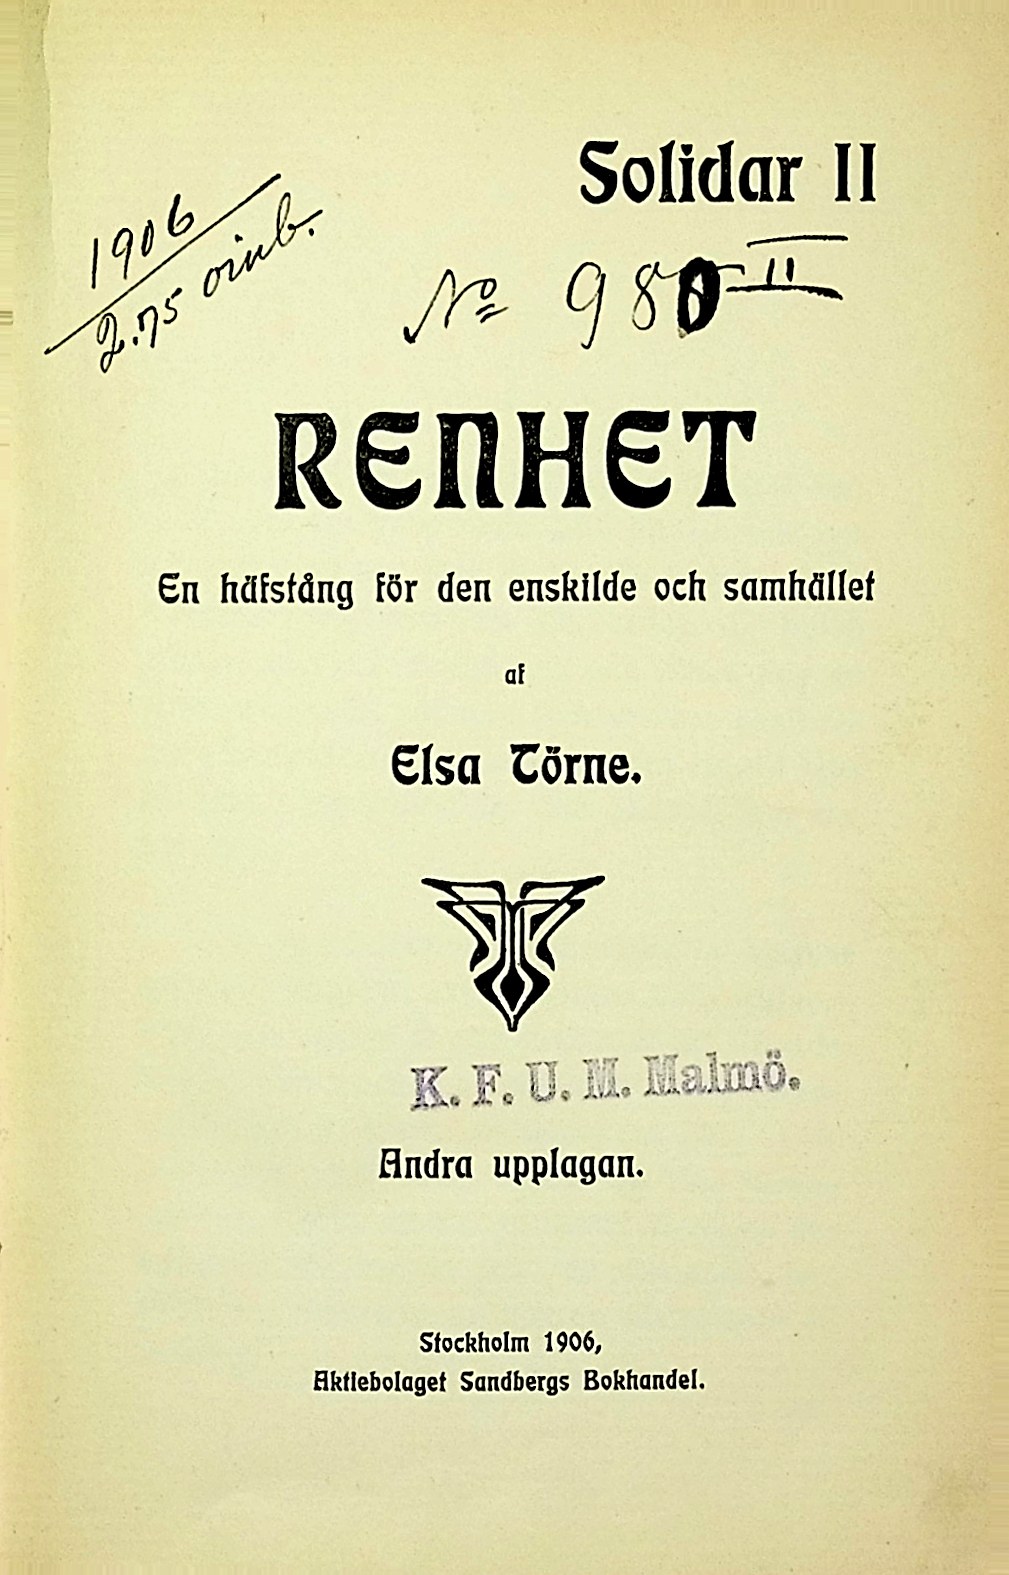 Solidar II
1906
2.75 oinb.
No 980 II
RENHET
En häfstång för den enskilde och samhället
af
Elsa Törne.
K. F. U. M. Malmö.
Andra upplagan.
Stockholm 1906,
Aktiebolaget Sandbergs Bokhandel.